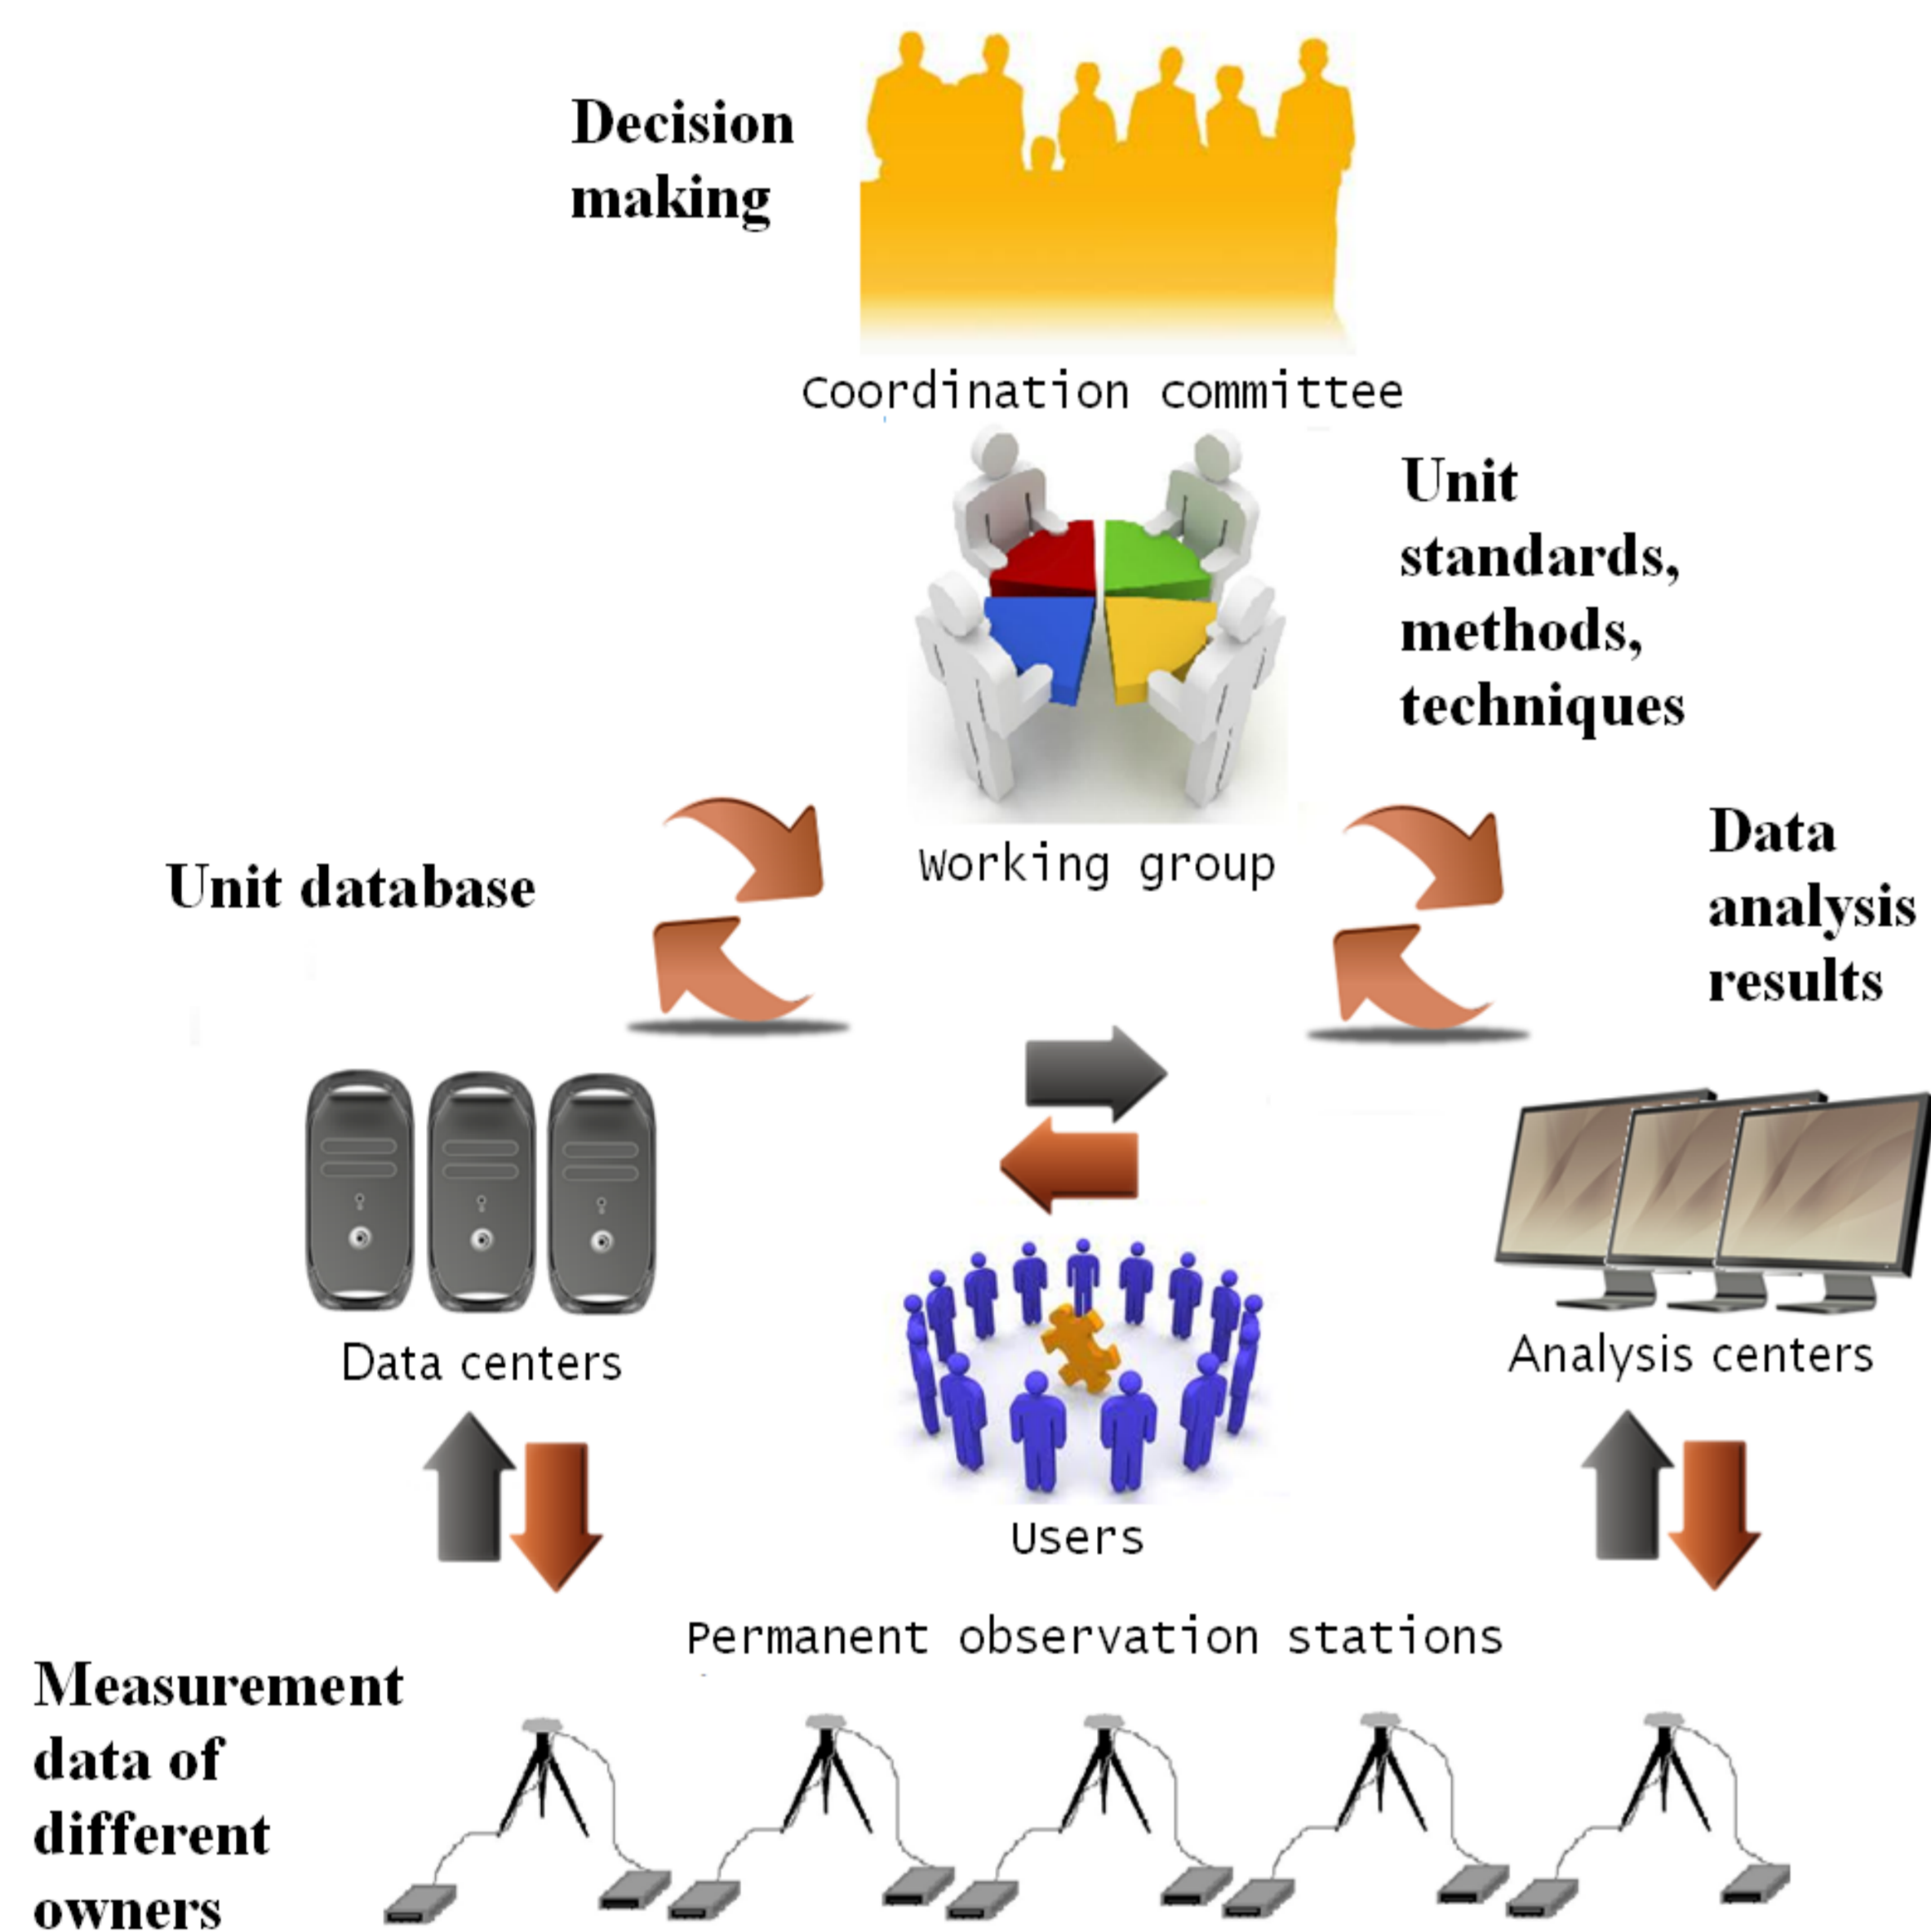 Decision
making
Coordination committee
Unit
standards,
methods,
techniques
Working group
Unit database
Data
analysis
results
Data centers
Analysis centers
Users
Permanent observation stations
Measurement
data of
different
owners